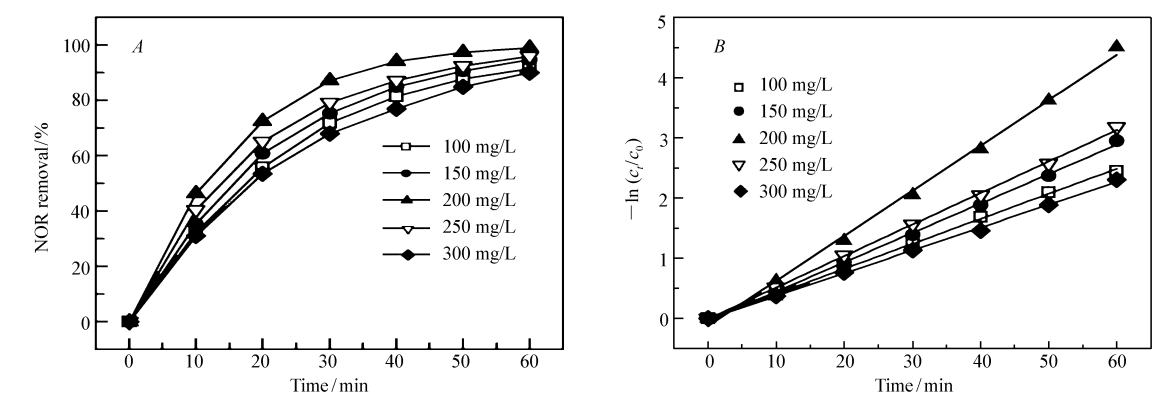 A
100
80
60
40
20
0
NOR removal/%
100 mg/L
150 mg/L
200 mg/L
250 mg/L
300 mg/L
0 10 20 30 40 50 60
Time/min
B
5
4
3
2
1
0
−ln (cₜ/c₀)
100 mg/L
150 mg/L
200 mg/L
250 mg/L
300 mg/L
0 10 20 30 40 50 60
Time/min